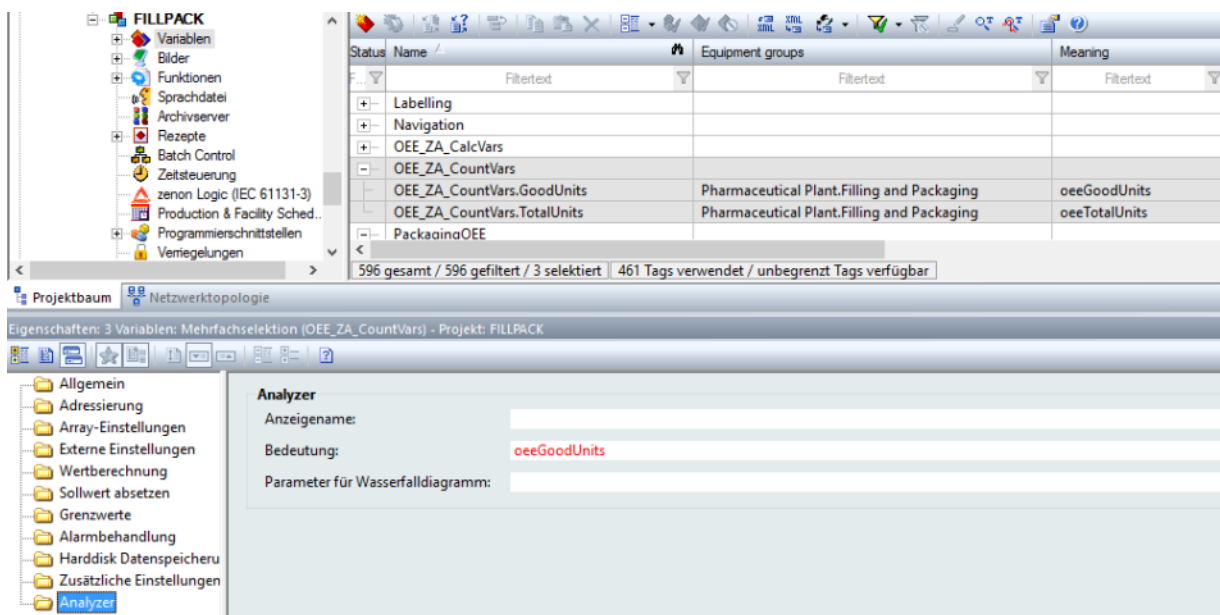 FILLPACK
Variablen
Bilder
Funktionen
Sprachdatei
Archivserver
Rezepte
Batch Control
Zeitsteuerung
zenon Logic (IEC 61131-3)
Production & Facility Sched..
Programmierschnittstellen
Verriegelungen
XML XML
Status Name Equipment groups Meaning
F... Filtertext Filtertext Filtertext
Labelling
Navigation
OEE_ZA_CalcVars
OEE_ZA_CountVars
OEE_ZA_CountVars.GoodUnits Pharmaceutical Plant.Filling and Packaging oeeGoodUnits
OEE_ZA_CountVars.TotalUnits Pharmaceutical Plant.Filling and Packaging oeeTotalUnits
PackagingOEE
596 gesamt / 596 gefiltert / 3 selektiert 461 Tags verwendet / unbegrenzt Tags verfügbar
Projektbaum Netzwerktopologie
Eigenschaften: 3 Variablen: Mehrfachselektion (OEE_ZA_CountVars) - Projekt: FILLPACK
Allgemein
Adressierung
Array-Einstellungen
Externe Einstellungen
Wertberechnung
Sollwert absetzen
Grenzwerte
Alarmbehandlung
Harddisk Datenspeicheru
Zusätzliche Einstellungen
Analyzer
Analyzer
Anzeigename:
Bedeutung: oeeGoodUnits
Parameter für Wasserfalldiagramm: